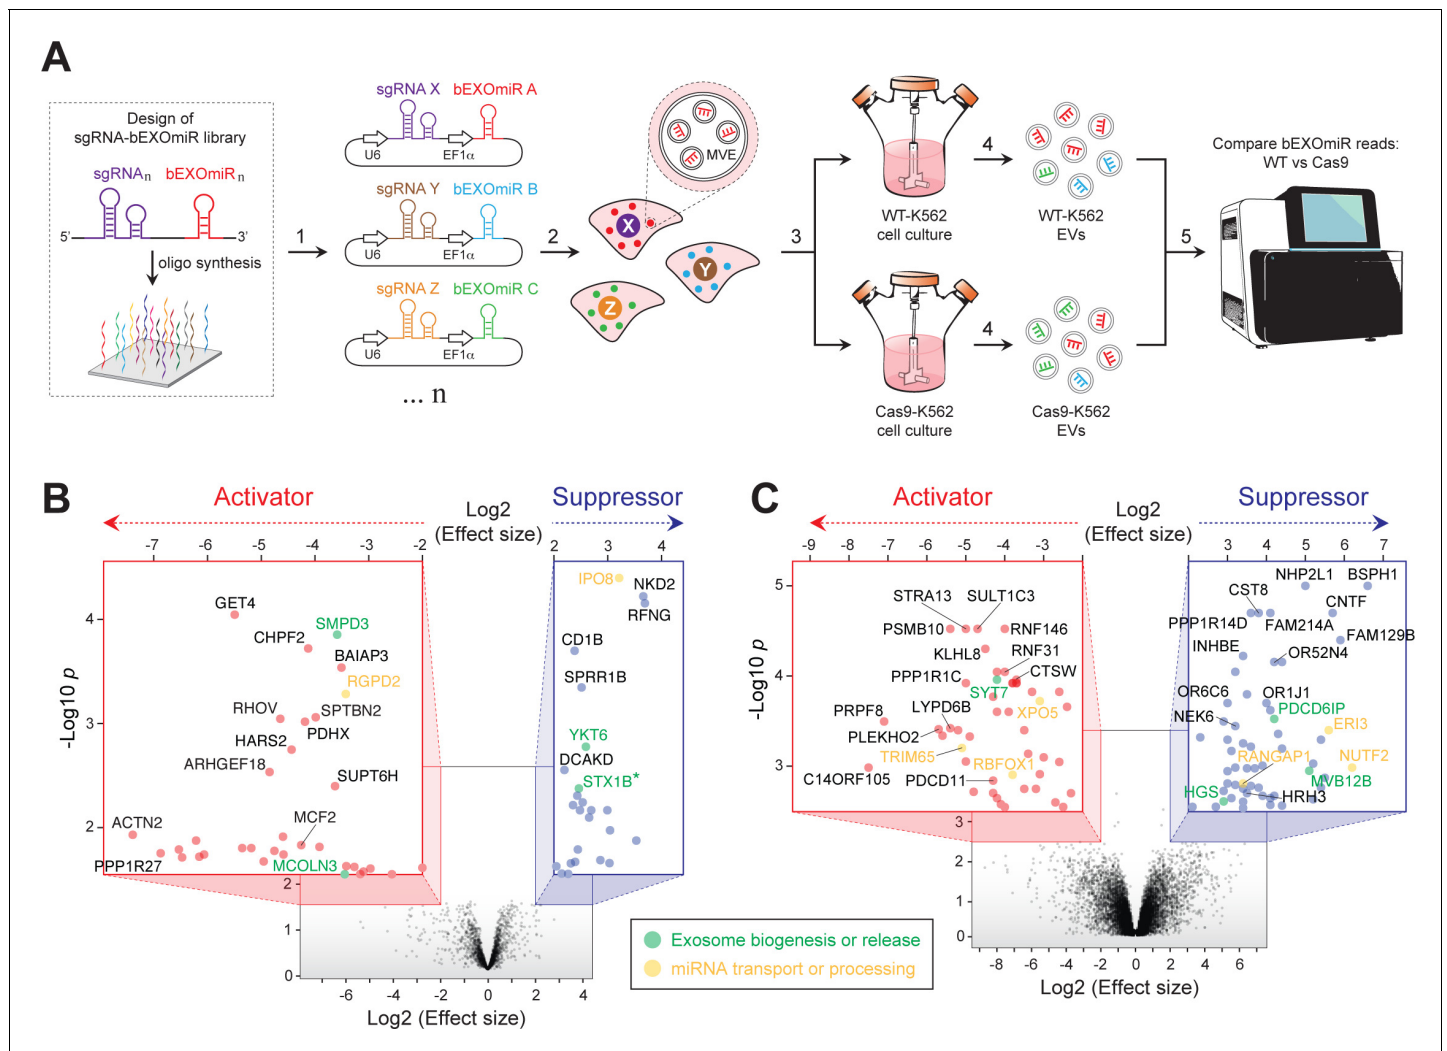 A
Design of
sgRNA-bEXOmiR library
sgRNAn bEXOmiRn
5' 3'
oligo synthesis
1
sgRNA X bEXOmiR A
U6 EF1α
sgRNA Y bEXOmiR B
U6 EF1α
sgRNA Z bEXOmiR C
U6 EF1α
... n
2
MVE
X
Y
Z
3
WT-K562
cell culture
4
WT-K562
EVs
Cas9-K562
cell culture
4
Cas9-K562
EVs
5
Compare bEXOmiR reads:
WT vs Cas9
B
Activator
Log2
(Effect size)
Suppressor
-7 -6 -5 -4 -3 -2 2 3 4
-Log10 p
4
3
2
GET4
SMPD3
CHPF2
BAIAP3
RGPD2
RHOV
SPTBN2
PDHX
HARS2
ARHGEF18
SUPT6H
ACTN2
MCF2
PPP1R27
MCOLN3
IPO8
NKD2
RFNG
CD1B
SPRR1B
YKT6
DCAKD
STX1B*
2
1
0
-6 -4 -2 0 2 4
Log2 (Effect size)
Exosome biogenesis or release
miRNA transport or processing
C
Activator
Log2
(Effect size)
Suppressor
-9 -8 -7 -6 -5 -4 -3 3 4 5 6 7
-Log10 p
5
4
3
STRA13 SULT1C3
PSMB10 RNF146
KLHL8 RNF31
PPP1R1C CTSW
SYT7
PRPF8 LYPD6B XPO5
PLEKHO2
TRIM65 RBFOX1
C14ORF105 PDCD11
NHP2L1 BSPH1
CST8 CNTF
PPP1R14D FAM214A
FAM129B
INHBE OR52N4
OR6C6 OR1J1
PDCD6IP
NEK6 ERI3
RANGAP1 NUTF2
MVB12B
HGS HRH3
3
2
1
0
-8 -6 -4 -2 0 2 4 6
Log2 (Effect size)